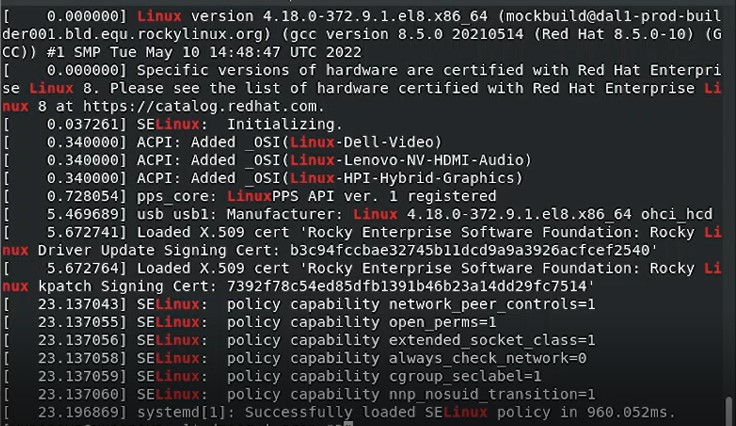 [    0.000000] Linux version 4.18.0-372.9.1.el8.x86_64 (mockbuild@dal1-prod-buil
der001.bld.equ.rockylinux.org) (gcc version 8.5.0 20210514 (Red Hat 8.5.0-10) (G
CC)) #1 SMP Tue May 10 14:48:47 UTC 2022
[    0.000000] Specific versions of hardware are certified with Red Hat Enterpri
se Linux 8. Please see the list of hardware certified with Red Hat Enterprise Li
nux 8 at https://catalog.redhat.com.
[    0.037261] SELinux:  Initializing.
[    0.340000] ACPI: Added _OSI(Linux-Dell-Video)
[    0.340000] ACPI: Added _OSI(Linux-Lenovo-NV-HDMI-Audio)
[    0.340000] ACPI: Added _OSI(Linux-HPI-Hybrid-Graphics)
[    0.728054] pps_core: LinuxPPS API ver. 1 registered
[    5.469689] usb usb1: Manufacturer: Linux 4.18.0-372.9.1.el8.x86_64 ohci_hcd
[    5.672741] Loaded X.509 cert 'Rocky Enterprise Software Foundation: Rocky Li
nux Driver Update Signing Cert: b3c94fccbae32745b11dcd9a9a3926acfcef2540'
[    5.672764] Loaded X.509 cert 'Rocky Enterprise Software Foundation: Rocky Li
nux kpatch Signing Cert: 7392f78c54ed85dfb1391b46b23a14dd29fc7514'
[   23.137043] SELinux:  policy capability network_peer_controls=1
[   23.137055] SELinux:  policy capability open_perms=1
[   23.137056] SELinux:  policy capability extended_socket_class=1
[   23.137058] SELinux:  policy capability always_check_network=0
[   23.137059] SELinux:  policy capability cgroup_seclabel=1
[   23.137060] SELinux:  policy capability nnp_nosuid_transition=1
[   23.196869] systemd[1]: Successfully loaded SELinux policy in 960.052ms.